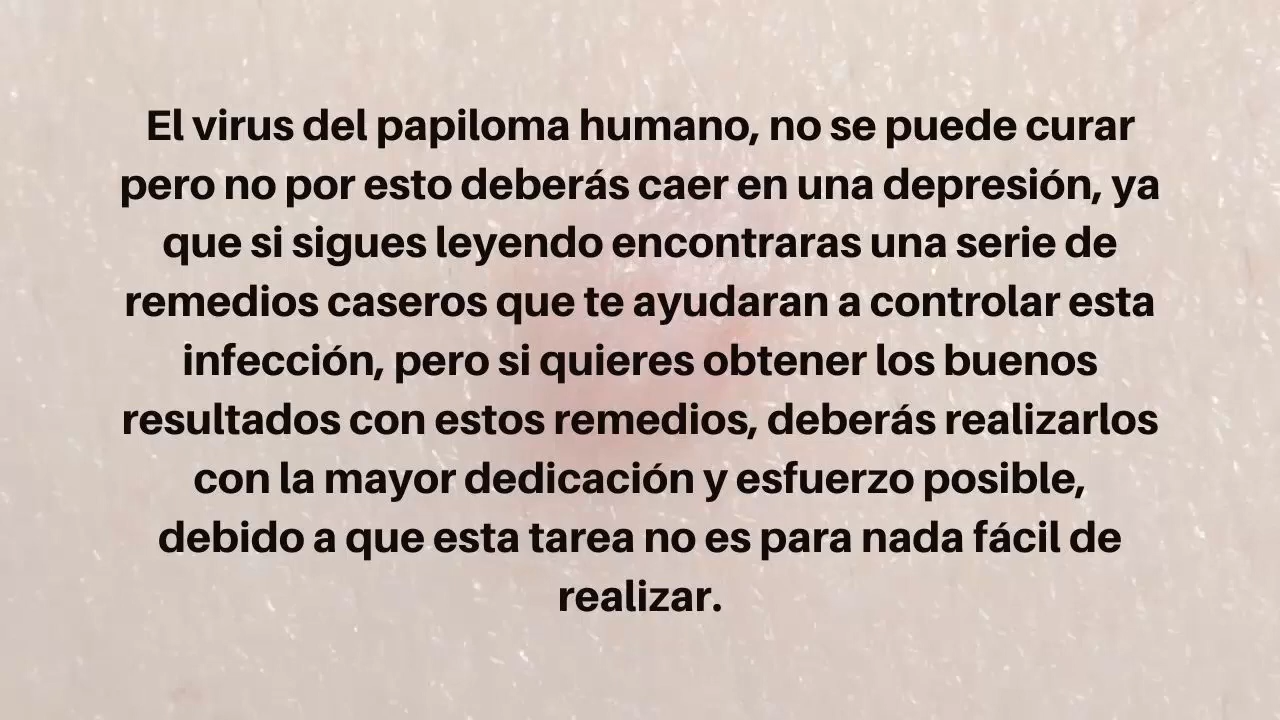 El virus del papiloma humano, no se puede curar
pero no por esto deberás caer en una depresión, ya
que si sigues leyendo encontraras una serie de
remedios caseros que te ayudaran a controlar esta
infección, pero si quieres obtener los buenos
resultados con estos remedios, deberás realizarlos
con la mayor dedicación y esfuerzo posible,
debido a que esta tarea no es para nada fácil de
realizar.